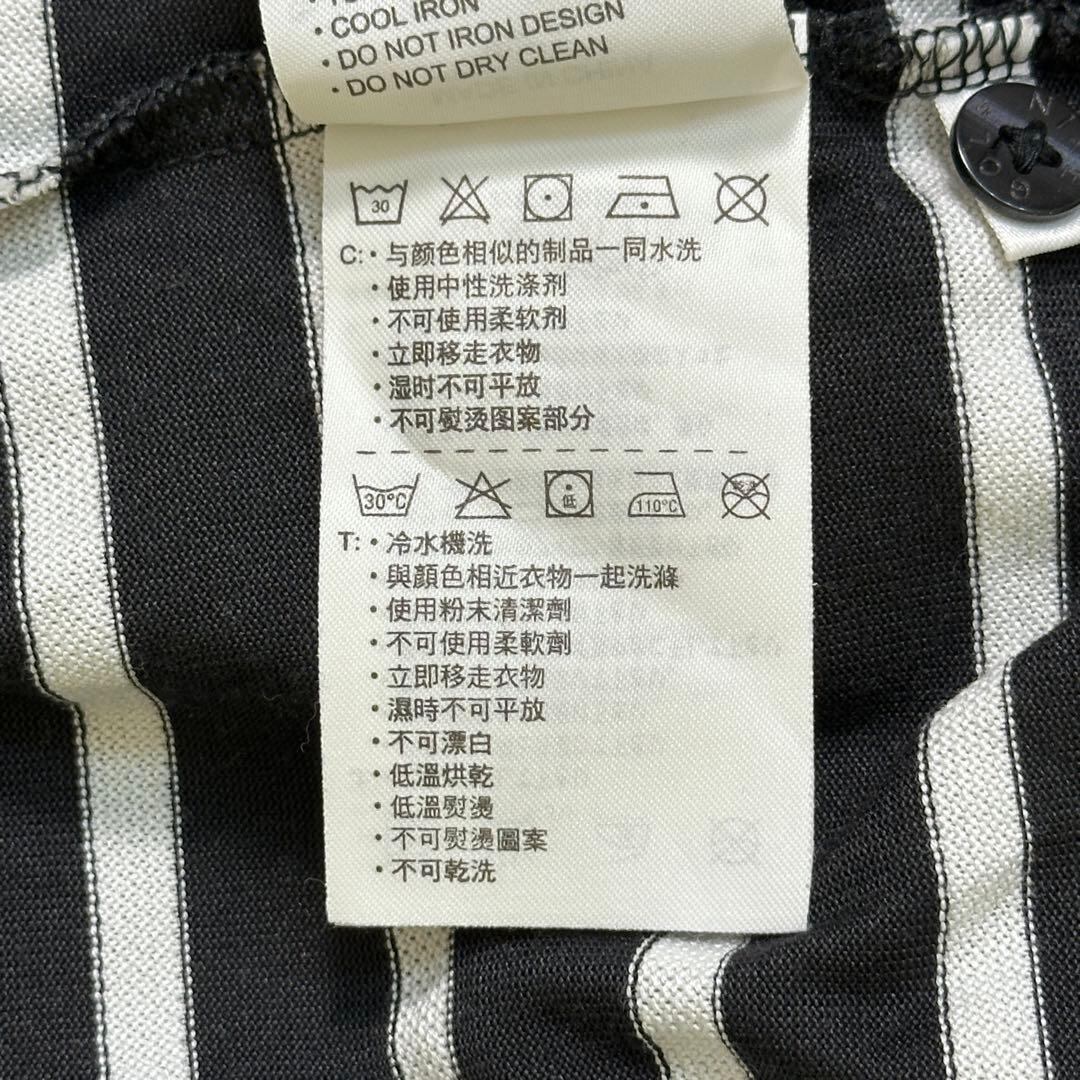 · COOL IRON
· DO NOT IRON DESIGN
· DO NOT DRY CLEAN
30
C: · 与颜色相似的制品一同水洗
· 使用中性洗涤剂
· 不可使用柔软剂
· 立即移走衣物
· 湿时不可平放
· 不可熨烫图案部分
30°C 低 110°C
T: · 冷水機洗
· 與顏色相近衣物一起洗滌
· 使用粉末清潔劑
· 不可使用柔軟劑
· 立即移走衣物
· 濕時不可平放
· 不可漂白
· 低溫烘乾
· 低溫熨燙
· 不可熨燙圖案
· 不可乾洗